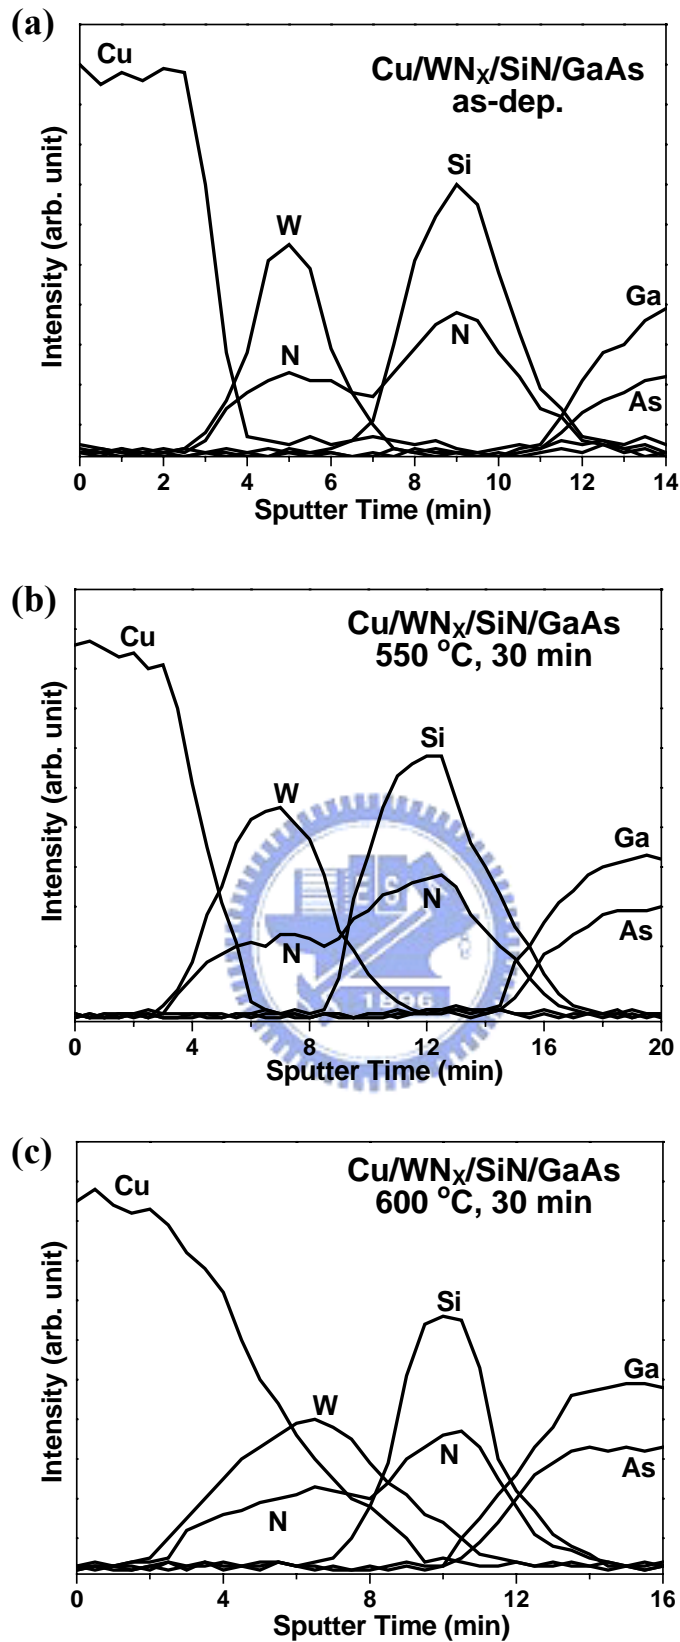 (a)
Cu/WNX/SiN/GaAs
as-dep.
Cu
W
N
Si
N
Ga
As
Intensity (arb. unit)
0 2 4 6 8 10 12 14
Sputter Time (min)
(b)
Cu/WNX/SiN/GaAs
550 °C, 30 min
Cu
W
N
Si
N
Ga
As
1896
Intensity (arb. unit)
0 4 8 12 16 20
Sputter Time (min)
(c)
Cu/WNX/SiN/GaAs
600 °C, 30 min
Cu
W
N
Si
N
Ga
As
Intensity (arb. unit)
0 4 8 12 16
Sputter Time (min)